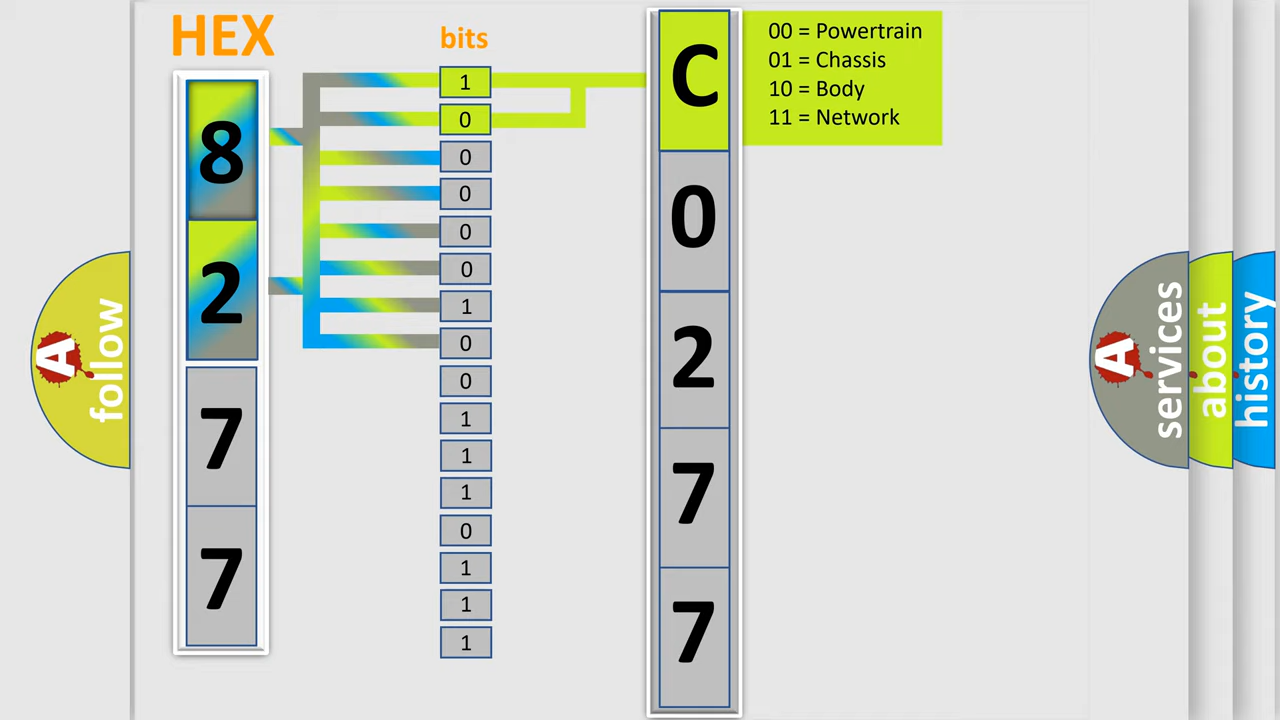 HEX
bits
8
2
7
7
1
0
0
0
0
0
1
0
0
1
1
1
0
1
1
1
C
0
2
7
7
00 = Powertrain
01 = Chassis
10 = Body
11 = Network
A
follow
A
services
about
history